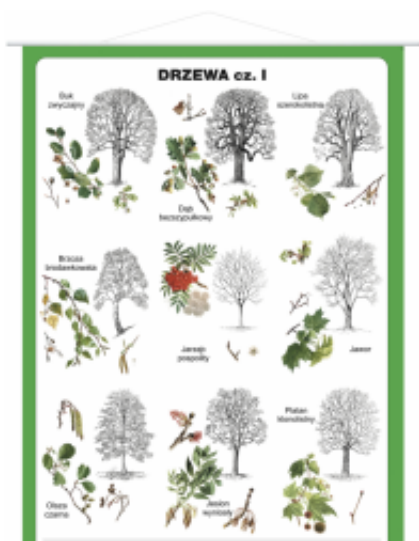 DRZEWA cz. I
Buk
zwyczajny
Dąb
bezszypułkowy
Lipa
szerokolistna
Brzoza
brodawkowata
Jarząb
pospolity
Jawor
Olsza
czarna
Jesion
wyniosły
Platan
klonolistny